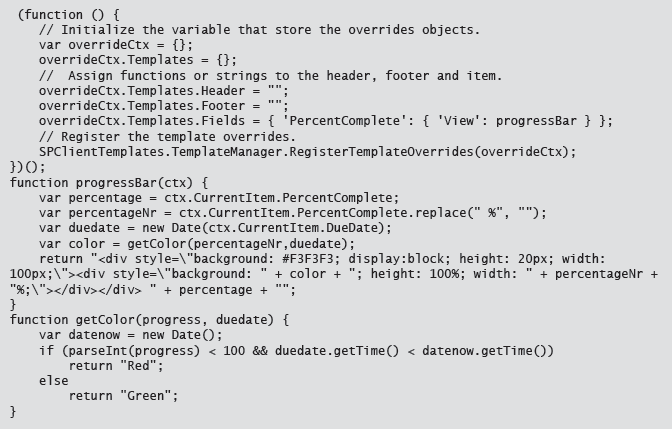 (function () {
// Initialize the variable that store the overrides objects.
var overrideCtx = {};
overrideCtx.Templates = {};
//  Assign functions or strings to the header, footer and item.
overrideCtx.Templates.Header = "";
overrideCtx.Templates.Footer = "";
overrideCtx.Templates.Fields = { 'PercentComplete': { 'View': progressBar } };
// Register the template overrides.
SPClientTemplates.TemplateManager.RegisterTemplateOverrides(overrideCtx);
})();
function progressBar(ctx) {
var percentage = ctx.CurrentItem.PercentComplete;
var percentageNr = ctx.CurrentItem.PercentComplete.replace(" %", "");
var duedate = new Date(ctx.CurrentItem.DueDate);
var color = getColor(percentageNr,duedate);
return "<div style=\"background: #F3F3F3; display:block; height: 20px; width:
100px;\"><div style=\"background: " + color + "; height: 100%; width: " + percentageNr +
"%;\"></div></div> " + percentage + "";
}
function getColor(progress, duedate) {
var datenow = new Date();
if (parseInt(progress) < 100 && duedate.getTime() < datenow.getTime())
return "Red";
else
return "Green";
}